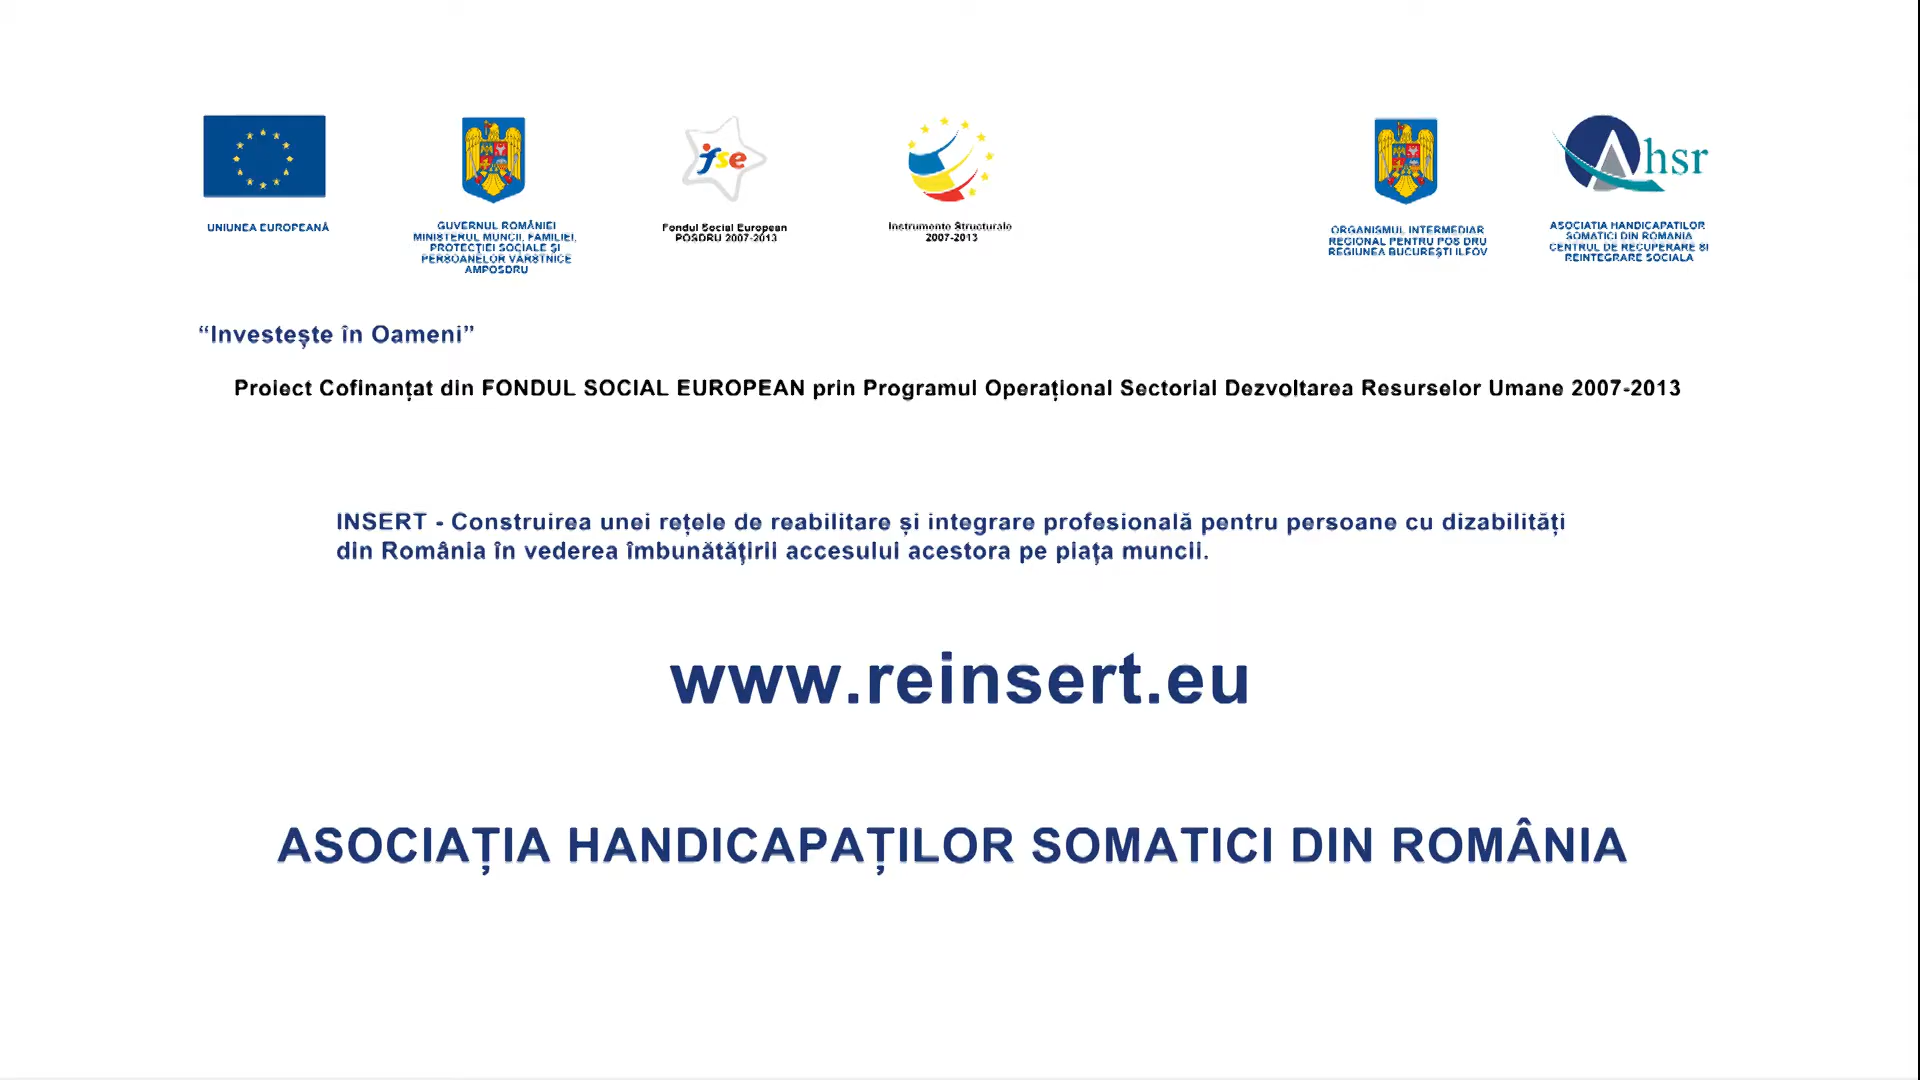 UNIUNEA EUROPEANĂ
GUVERNUL ROMÂNIEI
MINISTERUL MUNCII, FAMILIEI,
PROTECȚIEI SOCIALE ȘI
PERSOANELOR VÂRSTNICE
AMPOSDRU
fse
Fondul Social European
POSDRU 2007-2013
Instrumente Structurale
2007-2013
ORGANISMUL INTERMEDIAR
REGIONAL PENTRU POS DRU
REGIUNEA BUCUREȘTI ILFOV
Ahsr
ASOCIATIA HANDICAPATILOR
SOMATICI DIN ROMANIA
CENTRUL DE RECUPERARE SI
REINTEGRARE SOCIALA
“Investește în Oameni”
Proiect Cofinanțat din FONDUL SOCIAL EUROPEAN prin Programul Operațional Sectorial Dezvoltarea Resurselor Umane 2007-2013
INSERT - Construirea unei rețele de reabilitare și integrare profesională pentru persoane cu dizabilități
din România în vederea îmbunătățirii accesului acestora pe piața muncii.
www.reinsert.eu
ASOCIAȚIA HANDICAPAȚILOR SOMATICI DIN ROMÂNIA